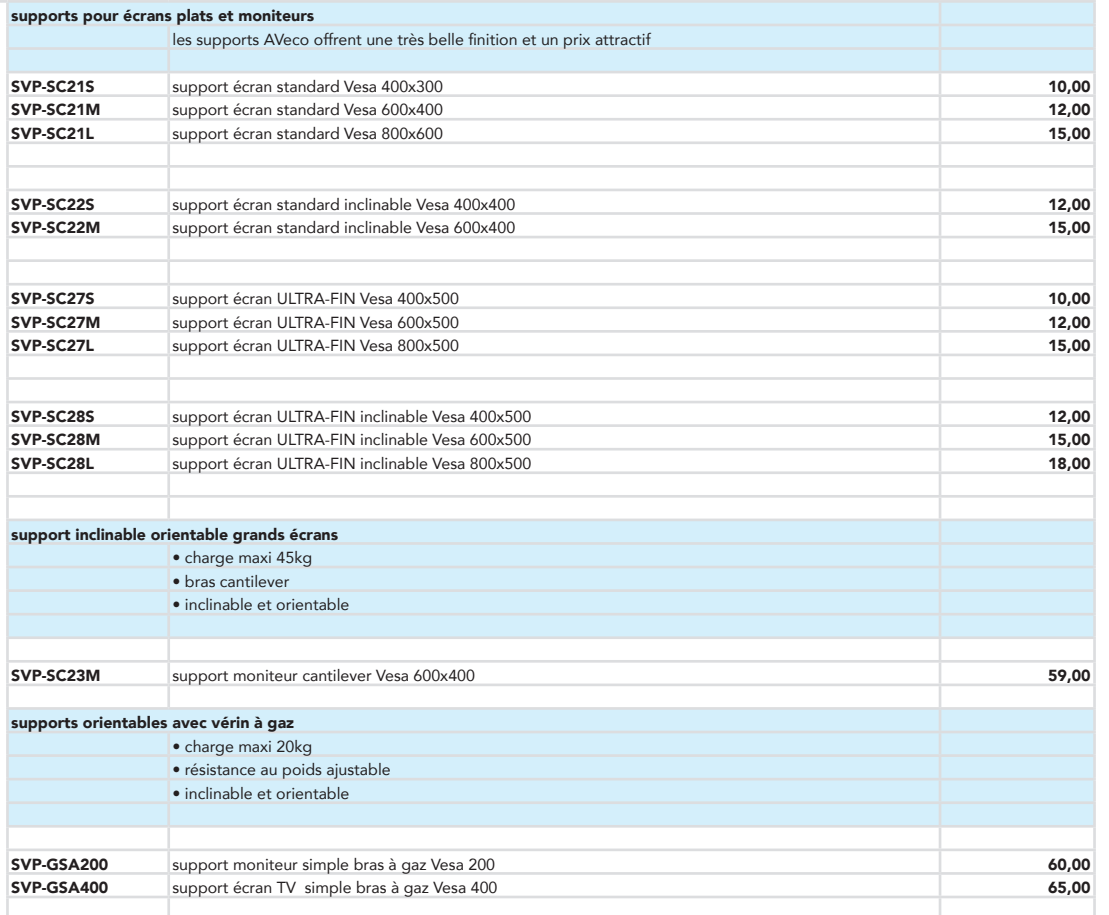 supports pour écrans plats et moniteurs
les supports AVeco offrent une très belle finition et un prix attractif
SVP-SC21S support écran standard Vesa 400x300 10,00
SVP-SC21M support écran standard Vesa 600x400 12,00
SVP-SC21L support écran standard Vesa 800x600 15,00
SVP-SC22S support écran standard inclinable Vesa 400x400 12,00
SVP-SC22M support écran standard inclinable Vesa 600x400 15,00
SVP-SC27S support écran ULTRA-FIN Vesa 400x500 10,00
SVP-SC27M support écran ULTRA-FIN Vesa 600x500 12,00
SVP-SC27L support écran ULTRA-FIN Vesa 800x500 15,00
SVP-SC28S support écran ULTRA-FIN inclinable Vesa 400x500 12,00
SVP-SC28M support écran ULTRA-FIN inclinable Vesa 600x500 15,00
SVP-SC28L support écran ULTRA-FIN inclinable Vesa 800x500 18,00
support inclinable orientable grands écrans
• charge maxi 45kg
• bras cantilever
• inclinable et orientable
SVP-SC23M support moniteur cantilever Vesa 600x400 59,00
supports orientables avec vérin à gaz
• charge maxi 20kg
• résistance au poids ajustable
• inclinable et orientable
SVP-GSA200 support moniteur simple bras à gaz Vesa 200 60,00
SVP-GSA400 support écran TV simple bras à gaz Vesa 400 65,00